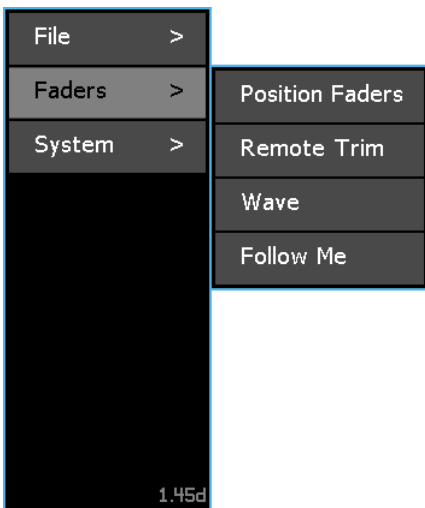 File >
Faders >
System >
Position Faders
Remote Trim
Wave
Follow Me
1.45d